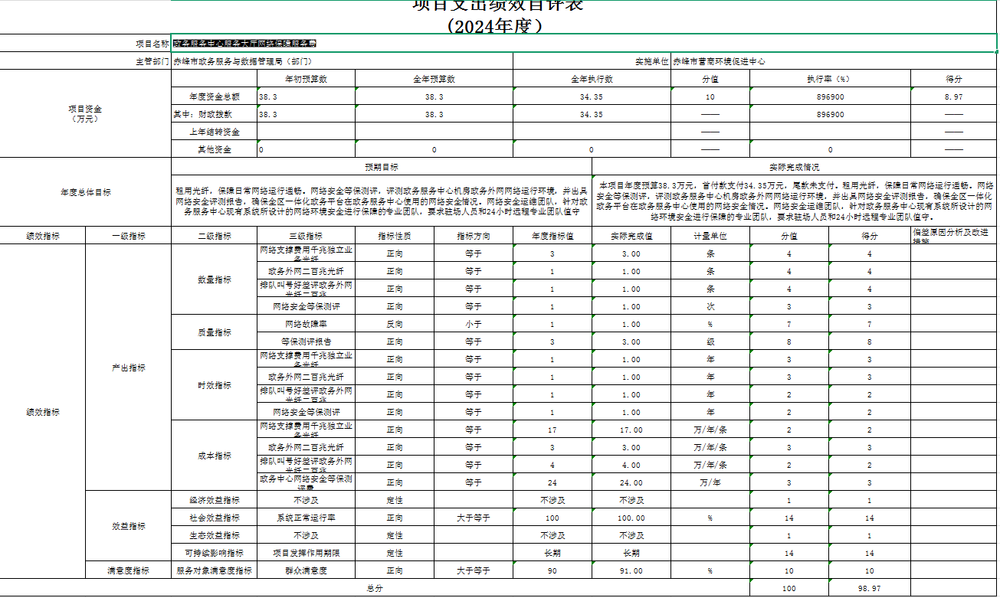 项目支出绩效自评表
(2024年度)
项目名称 政务服务中心服务大厅网络保障服务费
主管部门 赤峰市政务服务与数据管理局（部门） 实施单位 赤峰市营商环境促进中心
项目资金
（万元） 年初预算数 全年预算数 全年执行数 分值 执行率（%） 得分
年度资金总额 38.3 38.3 34.35 10 896900 8.97
其中: 财政拨款 38.3 38.3 34.35 —— 896900 ——
上年结转资金 —— ——
其他资金 0 0 0 —— 0 ——
年度总体目标 预期目标 实际完成情况
租用光纤，保障日常网络运行通畅。网络安全等保测评，评测政务服务中心机房政务外网网络运行环境，并出具
网络安全评测报告，确保全区一体化政务平台在政务服务中心使用的网络安全情况。网络安全运维团队，针对政
务服务中心现有系统所设计的网络环境安全进行保障的专业团队，要求驻场人员和24小时远程专业团队值守
本项目年度预算38.3万元，首付款支付34.35万元，尾款未支付。租用光纤，保障日常网络运行通畅。网络
安全等保测评，评测政务服务中心机房政务外网网络运行环境，并出具网络安全评测报告，确保全区一体化
政务平台在政务服务中心使用的网络安全情况。网络安全运维团队，针对政务服务中心现有系统所设计的网
络环境安全进行保障的专业团队，要求驻场人员和24小时远程专业团队值守。
绩效指标 一级指标 二级指标 三级指标 指标性质 指标方向 年度指标值 实际完成值 计量单位 分值 得分 偏差原因分析及改进
措施
绩效指标 产出指标 数量指标 网络支撑费用千兆独立业
务光纤 正向 等于 3 3.00 条 4 4
政务外网二百兆光纤 正向 等于 1 1.00 条 4 4
排队叫号好差评政务外网
光纤二百兆 正向 等于 1 1.00 条 4 4
网络安全等保测评 正向 等于 1 1.00 次 3 3
质量指标 网络故障率 反向 小于 1 1.00 % 7 7
等保测评报告 正向 等于 3 3.00 级 8 8
时效指标 网络支撑费用千兆独立业
务光纤 正向 等于 1 1.00 年 3 3
政务外网二百兆光纤 正向 等于 1 1.00 年 3 3
排队叫号好差评政务外网
光纤二百兆 正向 等于 1 1.00 年 2 2
网络安全等保测评 正向 等于 1 1.00 年 2 2
成本指标 网络支撑费用千兆独立业
务光纤 正向 等于 17 17.00 万/年/条 2 2
政务外网二百兆光纤 正向 等于 3 3.00 万/年/条 3 3
排队叫号好差评政务外网
光纤二百兆 正向 等于 4 4.00 万/年/条 2 2
政务中心网络安全等保测
评费 正向 等于 24 24.00 万/年 3 3
效益指标 经济效益指标 不涉及 定性 不涉及 不涉及 1 1
社会效益指标 系统正常运行率 正向 大于等于 100 100.00 % 14 14
生态效益指标 不涉及 定性 不涉及 不涉及 1 1
可持续影响指标 项目发挥作用期限 定性 长期 长期 14 14
满意度指标 服务对象满意度指标 群众满意度 正向 大于等于 90 91.00 % 10 10
总分 100 98.97